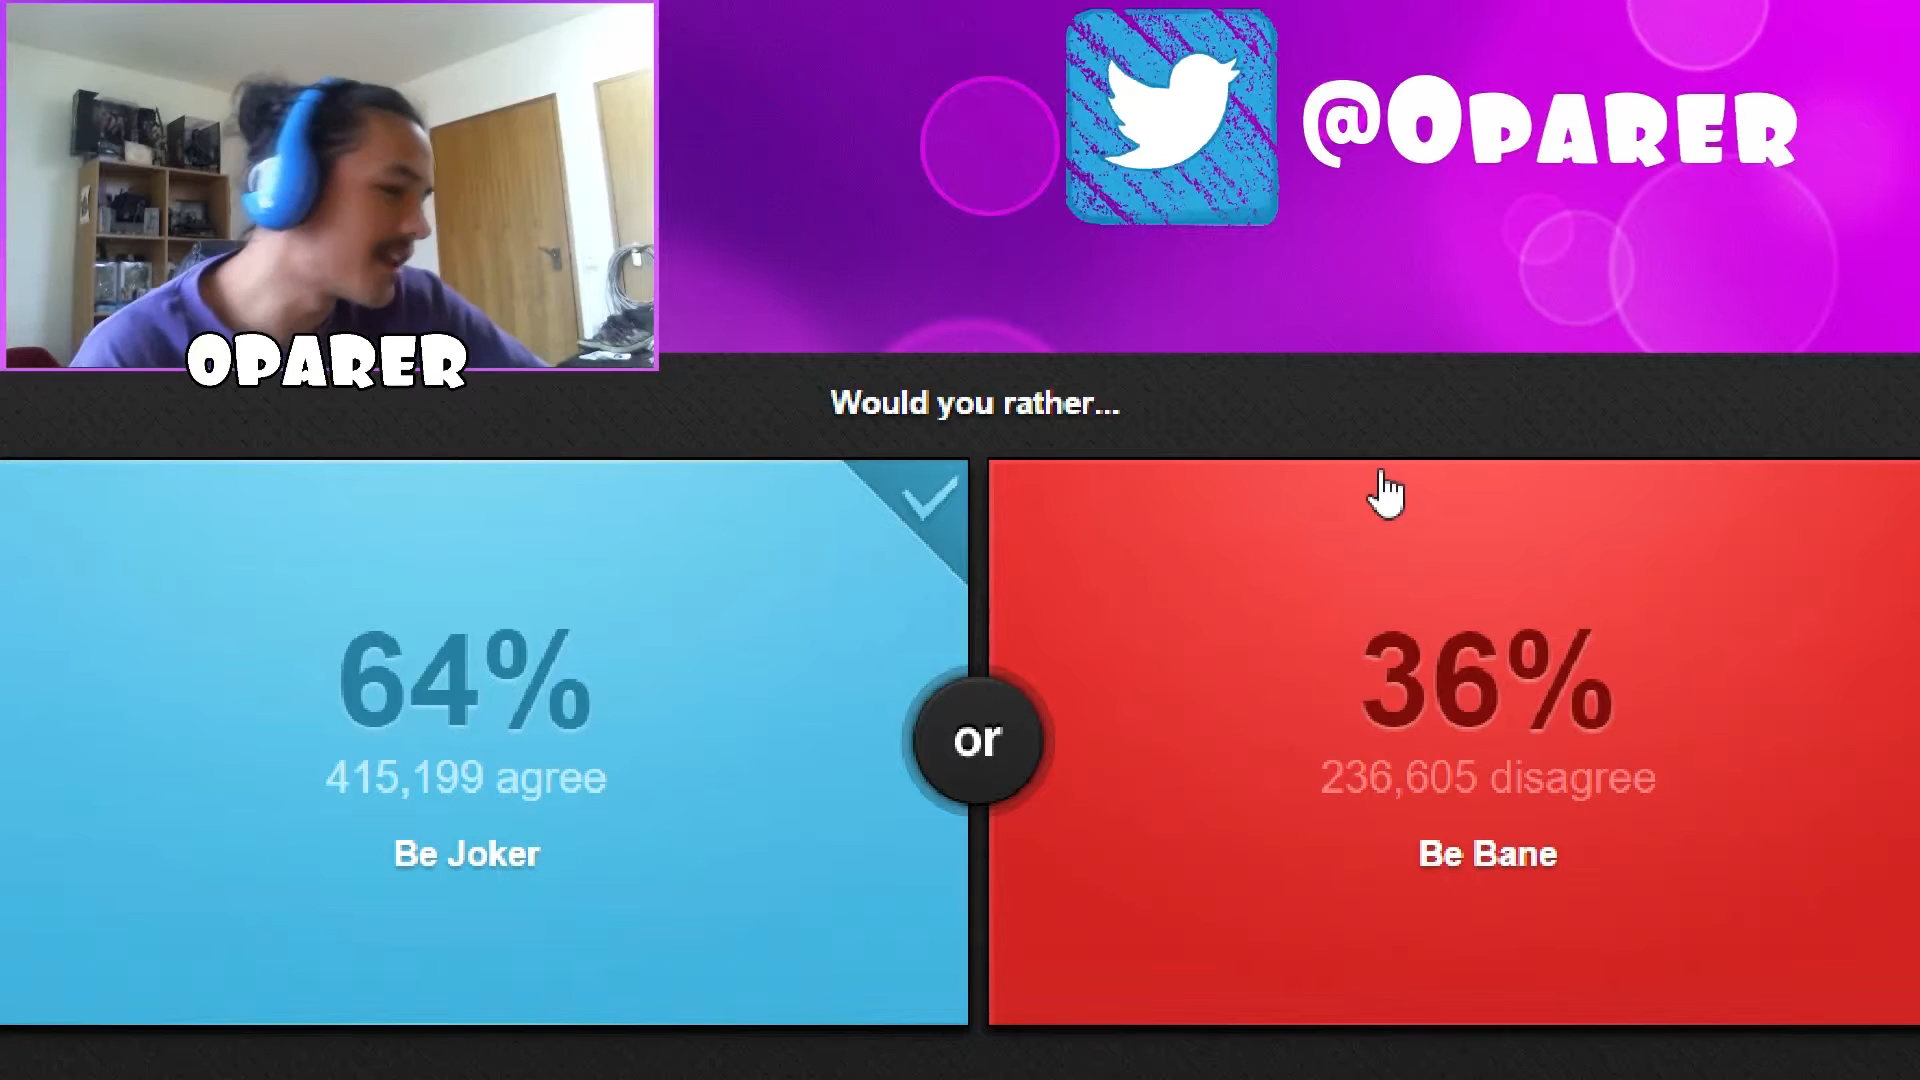 @OPARER
OPARER
Would you rather...
64%
415,199 agree
Be Joker
or
36%
236,605 disagree
Be Bane